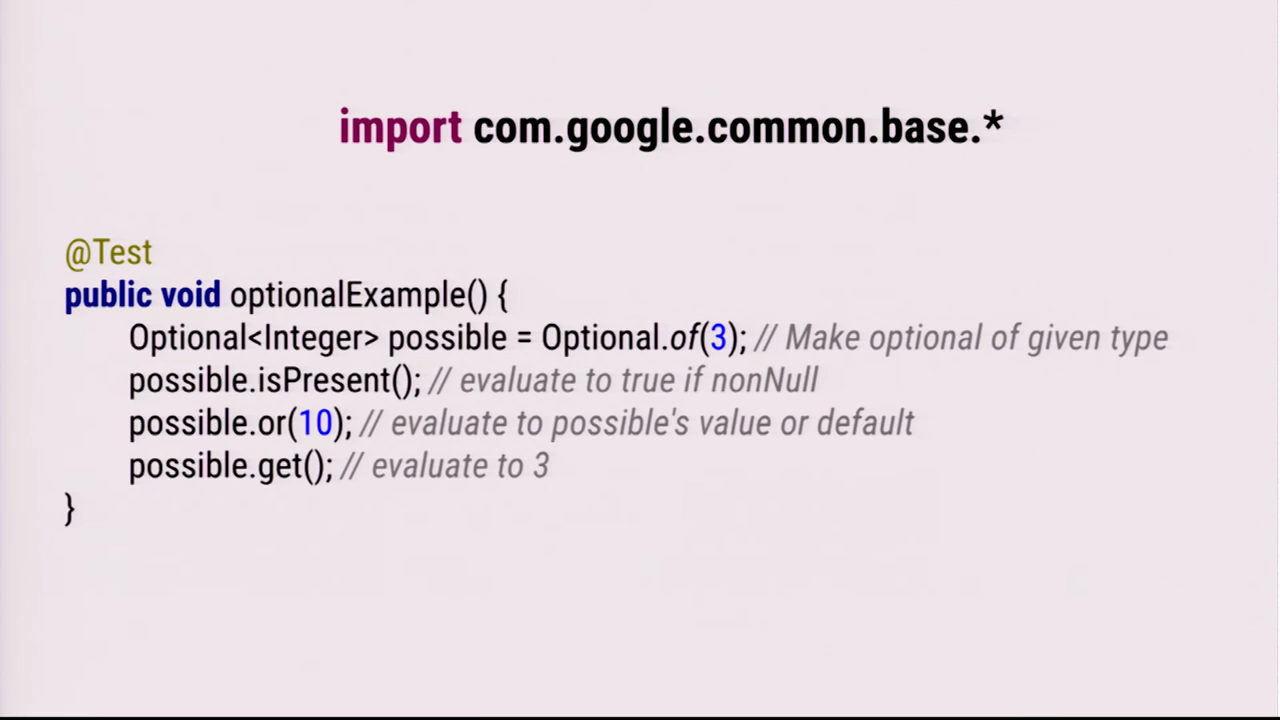 import com.google.common.base.*
@Test
public void optionalExample() {
Optional<Integer> possible = Optional.of(3); // Make optional of given type
possible.isPresent(); // evaluate to true if nonNull
possible.or(10); // evaluate to possible's value or default
possible.get(); // evaluate to 3
}